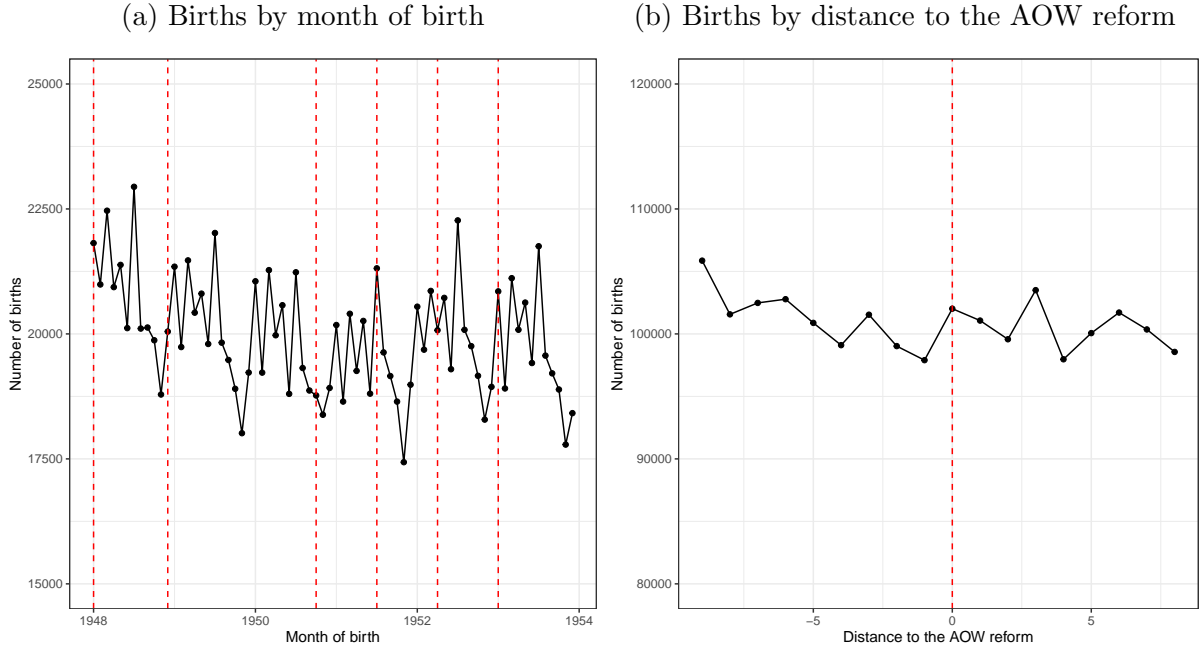 (a) Births by month of birth
25000
22500
20000
17500
15000
Number of births
1948
1950
1952
1954
Month of birth
(b) Births by distance to the AOW reform
120000
110000
100000
90000
80000
Number of births
−5
0
5
Distance to the AOW reform